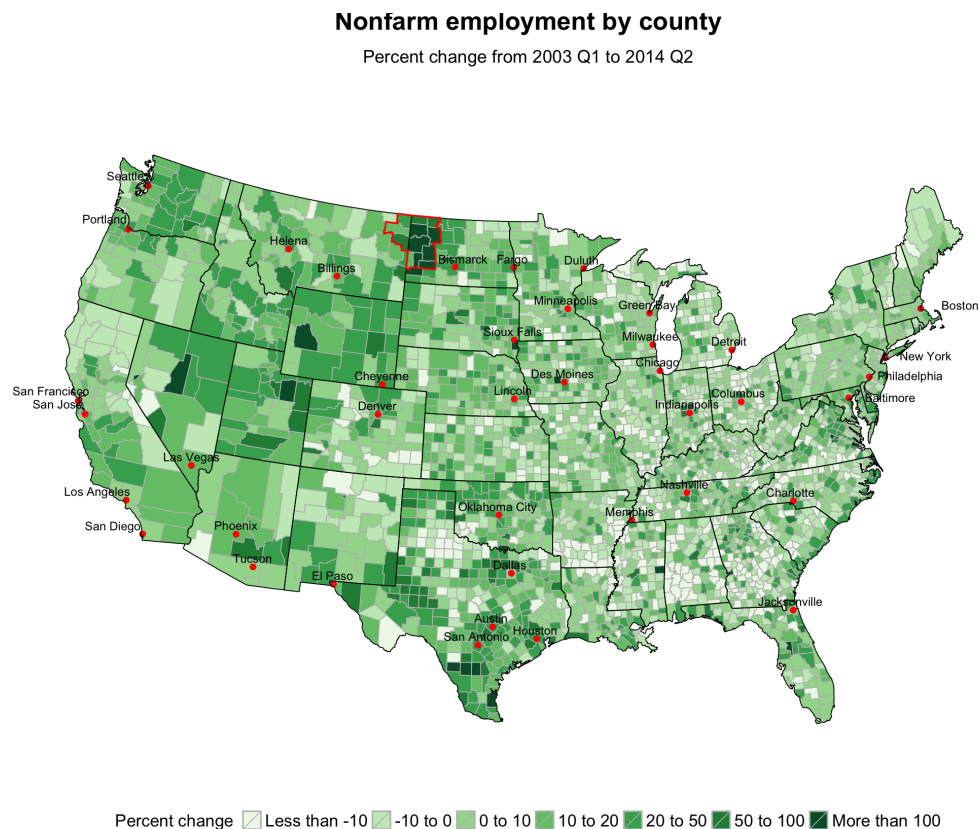 Nonfarm employment by county
Percent change from 2003 Q1 to 2014 Q2
Seattle
Portland
Helena
Billings
Bismarck
Fargo
Duluth
Minneapolis
Green Bay
Boston
Sioux Falls
Milwaukee
Detroit
New York
Chicago
Cheyenne
Des Moines
Philadelphia
San Francisco
Lincoln
Columbus
Baltimore
San Jose
Denver
Indianapolis
Las Vegas
Los Angeles
Nashville
Charlotte
Oklahoma City
Memphis
San Diego
Phoenix
Tucson
Dallas
El Paso
Jacksonville
Austin
San Antonio
Houston
Percent change Less than -10 -10 to 0 0 to 10 10 to 20 20 to 50 50 to 100 More than 100